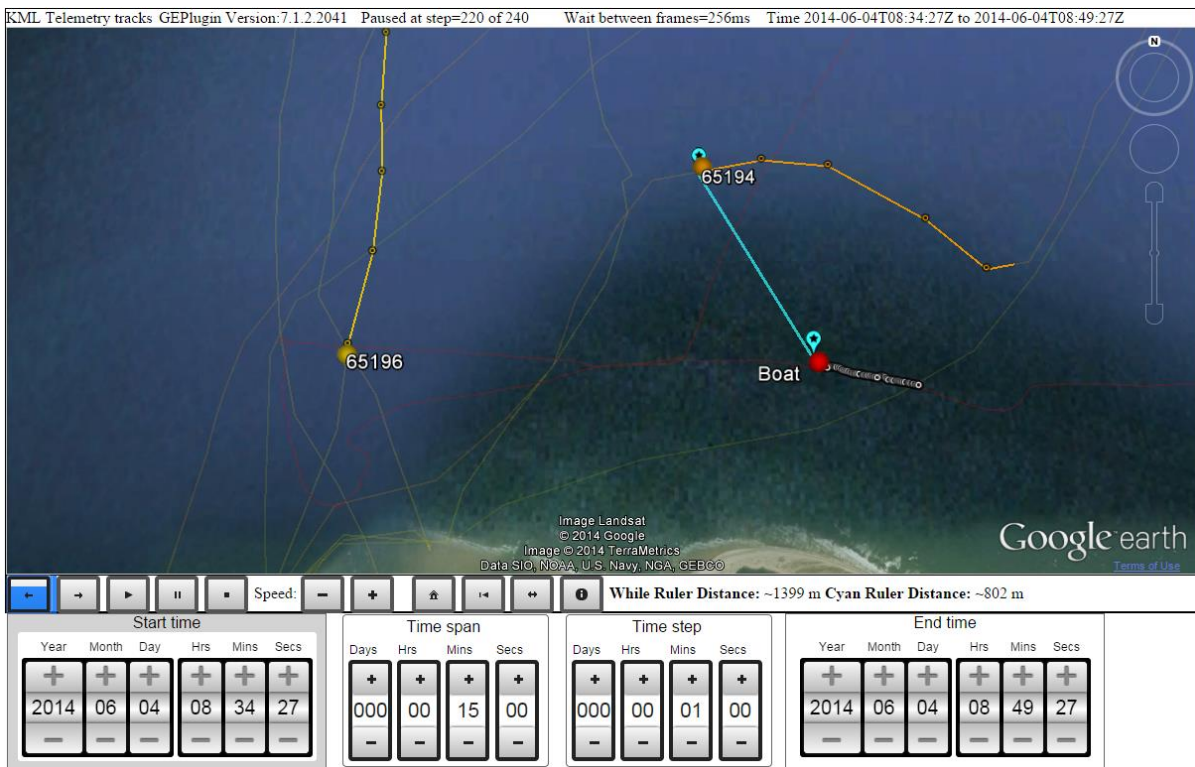 KML Telemetry tracks GEPlugin Version:7.1.2.2041 Paused at step=220 of 240 Wait between frames=256ms Time 2014-06-04T08:34:27Z to 2014-06-04T08:49:27Z
N
65194
65196
Boat
Image Landsat
© 2014 Google
Image © 2014 TerraMetrics
Data SIO, NOAA, U.S. Navy, NGA, GEBCO
Google earth
Terms of Use
Speed: While Ruler Distance: ~1399 m Cyan Ruler Distance: ~802 m
Start time
Year Month Day Hrs Mins Secs
+ + + + + +
2014 06 04 08 34 27
- - - - - -
Time span
Days Hrs Mins Secs
+ + + +
000 00 15 00
- - - -
Time step
Days Hrs Mins Secs
+ + + +
000 00 01 00
- - - -
End time
Year Month Day Hrs Mins Secs
+ + + + + +
2014 06 04 08 49 27
- - - - - -